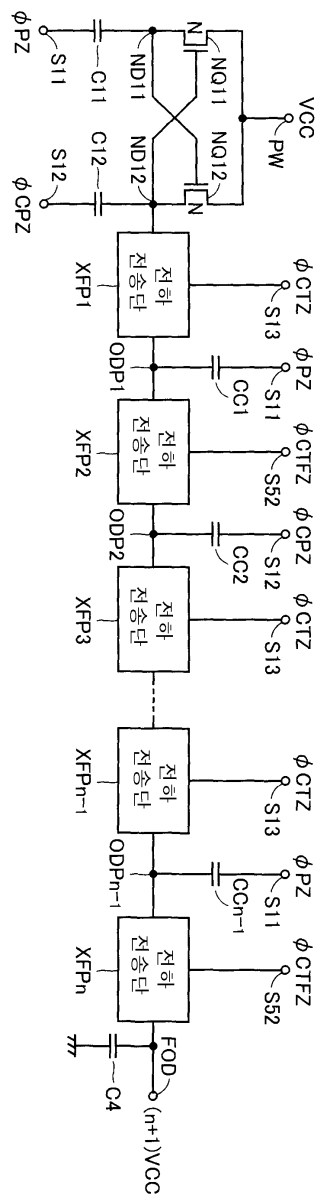 VCC
PW
NQ11
NQ12
N
N
ND11
ND12
C11
C12
S11
S12
φPZ
φCPZ
φCTZ
S13
전하
전송단
XFP1
φPZ
S11
CC1
ODP1
φCTFZ
S52
전하
전송단
XFP2
φCPZ
S12
CC2
ODP2
φCTZ
S13
전하
전송단
XFP3
φCTZ
S13
전하
전송단
XFPn-1
φPZ
S11
CCn-1
ODPn-1
φCTFZ
S52
전하
전송단
XFPn
FOD
C4
(n+1)VCC